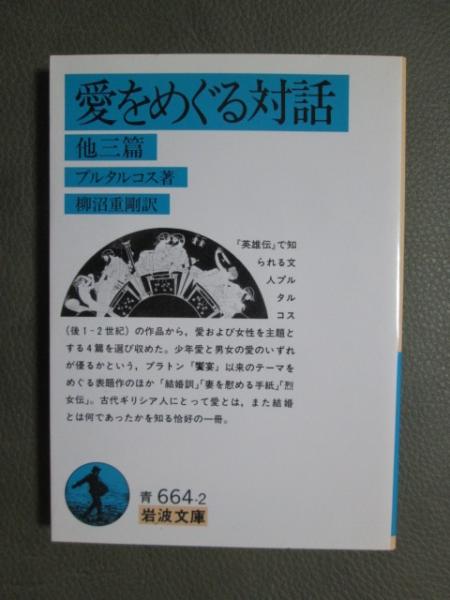 愛をめぐる対話
他三篇
プルタルコス著
柳沼重剛訳
『英雄伝』で知
られる文
人プル
タル
コス
(後1-2世紀)の作品から，愛および女性を主題と
する4篇を選び収めた。少年愛と男女の愛のいずれ
が優るかという，プラトン『饗宴』以来のテーマを
めぐる表題作のほか「結婚訓」「妻を慰める手紙」「烈
女伝」。古代ギリシア人にとって愛とは，また結婚
とは何であったかを知る恰好の一冊。
青 664-2
岩波文庫